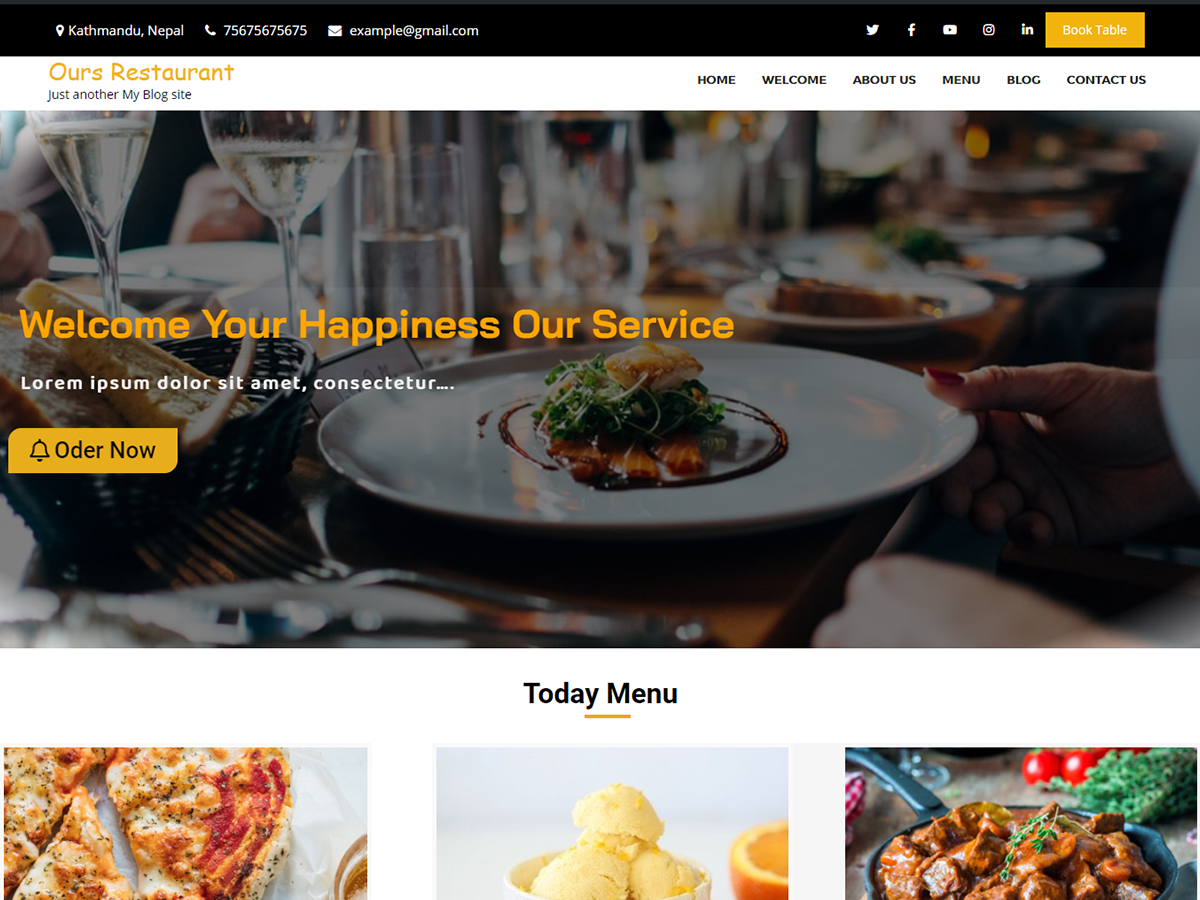 Kathmandu, Nepal 75675675675 example@gmail.com Book Table
Ours Restaurant
Just another My Blog site
HOME WELCOME ABOUT US MENU BLOG CONTACT US
Welcome Your Happiness Our Service
Lorem ipsum dolor sit amet, consectetur....
Oder Now
Today Menu